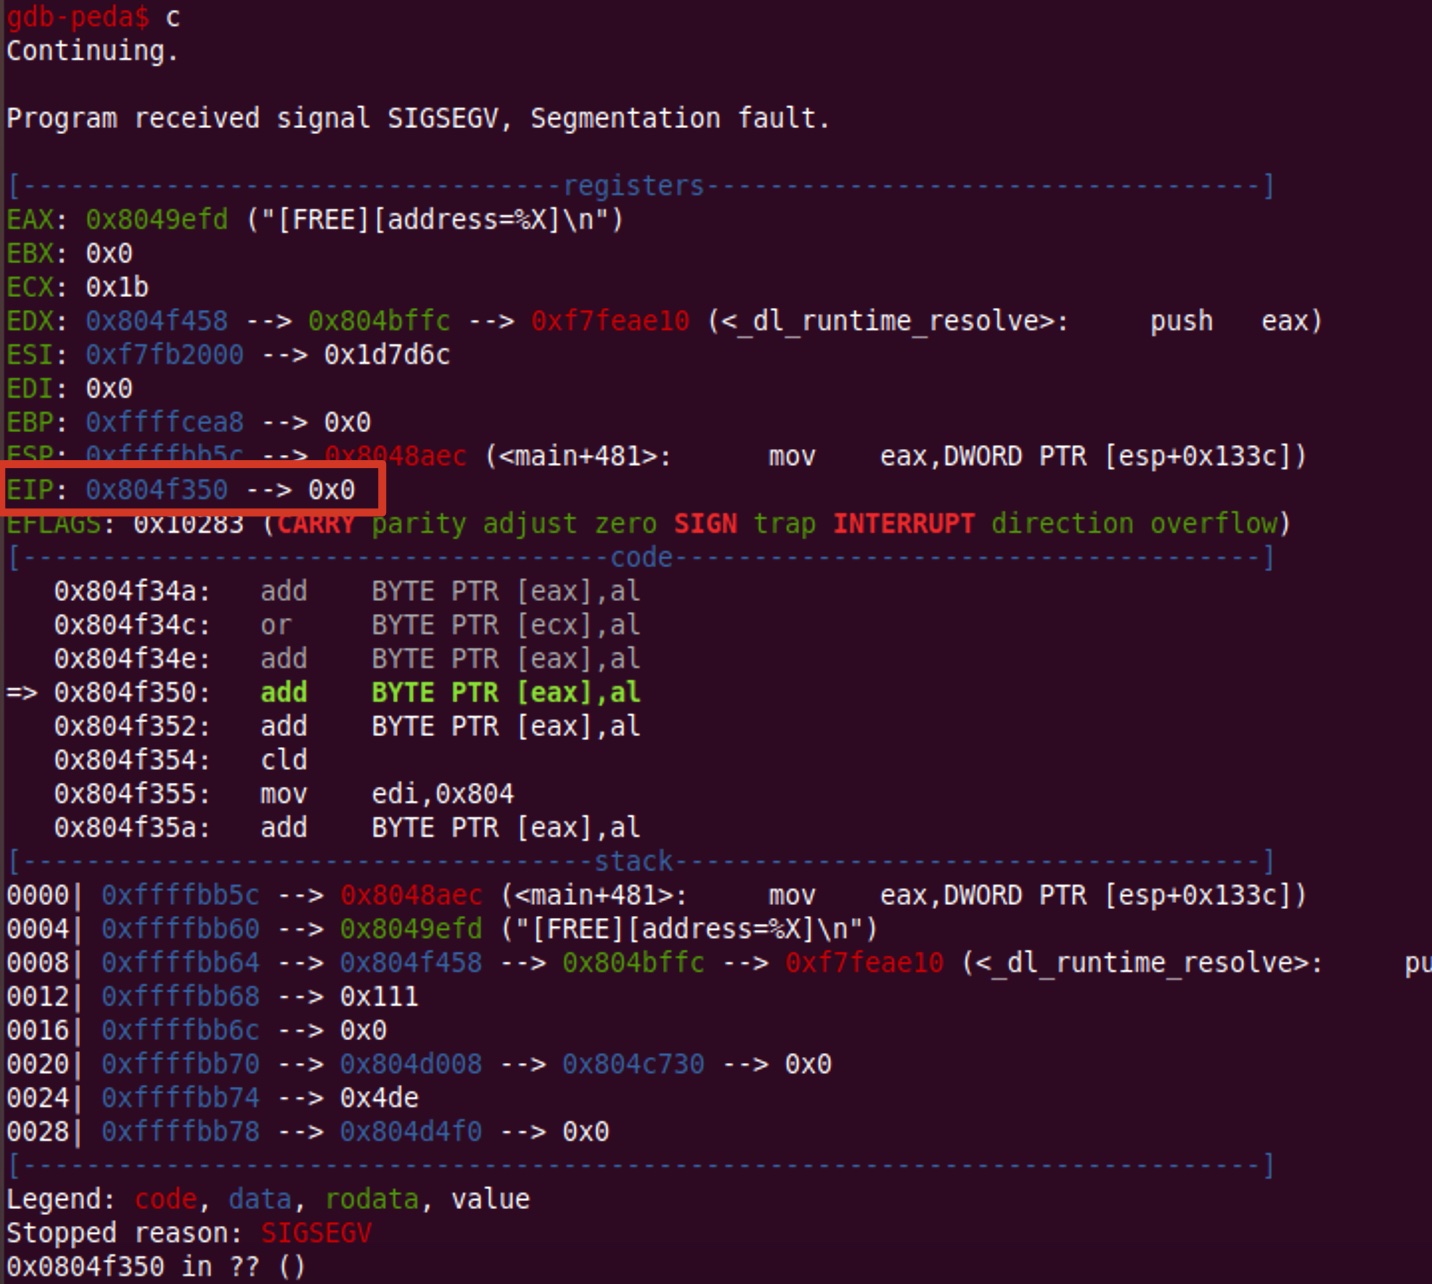 gdb-peda$ c
Continuing.
Program received signal SIGSEGV, Segmentation fault.
[----------------------------------registers-----------------------------------]
EAX: 0x8049efd ("[FREE][address=%X]\n")
EBX: 0x0
ECX: 0x1b
EDX: 0x804f458 --> 0x804bffc --> 0xf7feae10 (<_dl_runtime_resolve>:     push   eax)
ESI: 0xf7fb2000 --> 0x1d7d6c
EDI: 0x0
EBP: 0xffffcea8 --> 0x0
ESP: 0xffffbb5c --> 0x8048aec (<main+481>:      mov    eax,DWORD PTR [esp+0x133c])
EIP: 0x804f350 --> 0x0
EFLAGS: 0x10283 (CARRY parity adjust zero SIGN trap INTERRUPT direction overflow)
[-------------------------------------code-------------------------------------]
   0x804f34a:   add    BYTE PTR [eax],al
   0x804f34c:   or     BYTE PTR [ecx],al
   0x804f34e:   add    BYTE PTR [eax],al
=> 0x804f350:   add    BYTE PTR [eax],al
   0x804f352:   add    BYTE PTR [eax],al
   0x804f354:   cld
   0x804f355:   mov    edi,0x804
   0x804f35a:   add    BYTE PTR [eax],al
[------------------------------------stack-------------------------------------]
0000| 0xffffbb5c --> 0x8048aec (<main+481>:      mov    eax,DWORD PTR [esp+0x133c])
0004| 0xffffbb60 --> 0x8049efd ("[FREE][address=%X]\n")
0008| 0xffffbb64 --> 0x804f458 --> 0x804bffc --> 0xf7feae10 (<_dl_runtime_resolve>:     pu
0012| 0xffffbb68 --> 0x111
0016| 0xffffbb6c --> 0x0
0020| 0xffffbb70 --> 0x804d008 --> 0x804c730 --> 0x0
0024| 0xffffbb74 --> 0x4de
0028| 0xffffbb78 --> 0x804d4f0 --> 0x0
[------------------------------------------------------------------------------]
Legend: code, data, rodata, value
Stopped reason: SIGSEGV
0x0804f350 in ?? ()